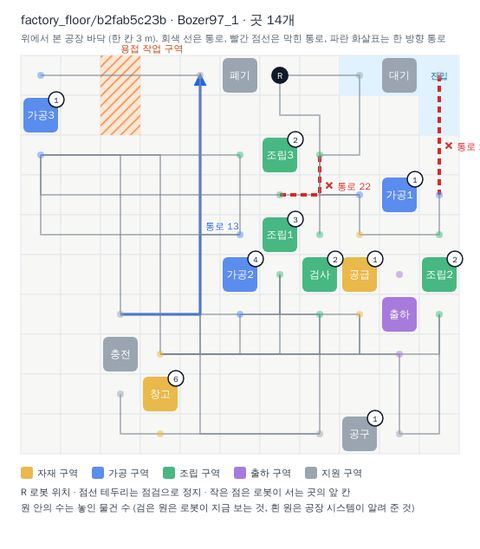 factory_floor/b2fab5c23b · Bozer97_1 · 곳 14개
위에서 본 공장 바닥 (한 칸 3 m), 회색 선은 통로, 빨간 점선은 막힌 통로, 파란 화살표는 한 방향 통로
용접 작업 구역
폐기 R 대기
가공3 1
조립3 2
✖ 통로
✖ 통로 22
가공1 1
통로 13
조립1 3
가공2 4
검사 2
공급 1
조립2 2
출하
충전
창고 6
공구 1
자재 구역 가공 구역 조립 구역 출하 구역 지원 구역
R 로봇 위치 · 점선 테두리는 점검으로 정지 · 작은 점은 로봇이 서는 곳의 앞 칸
원 안의 수는 놓인 물건 수 (검은 원은 로봇이 지금 보는 것, 흰 원은 공장 시스템이 알려 준 것)